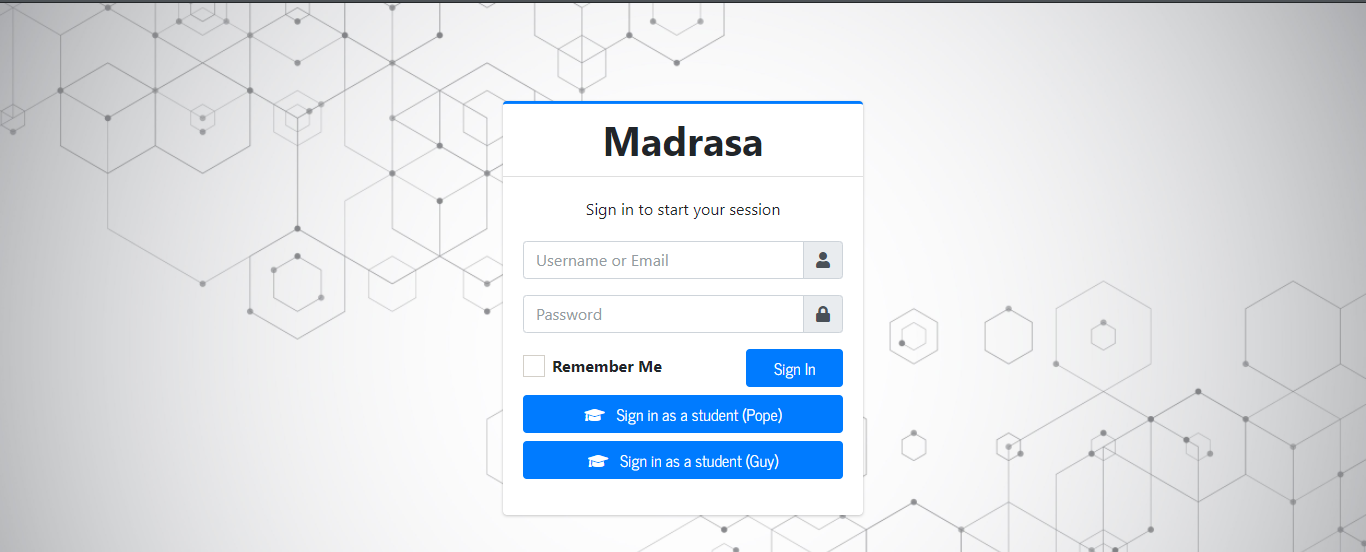 Madrasa
Sign in to start your session
Username or Email
Password
Remember Me
Sign In
Sign in as a student (Pope)
Sign in as a student (Guy)